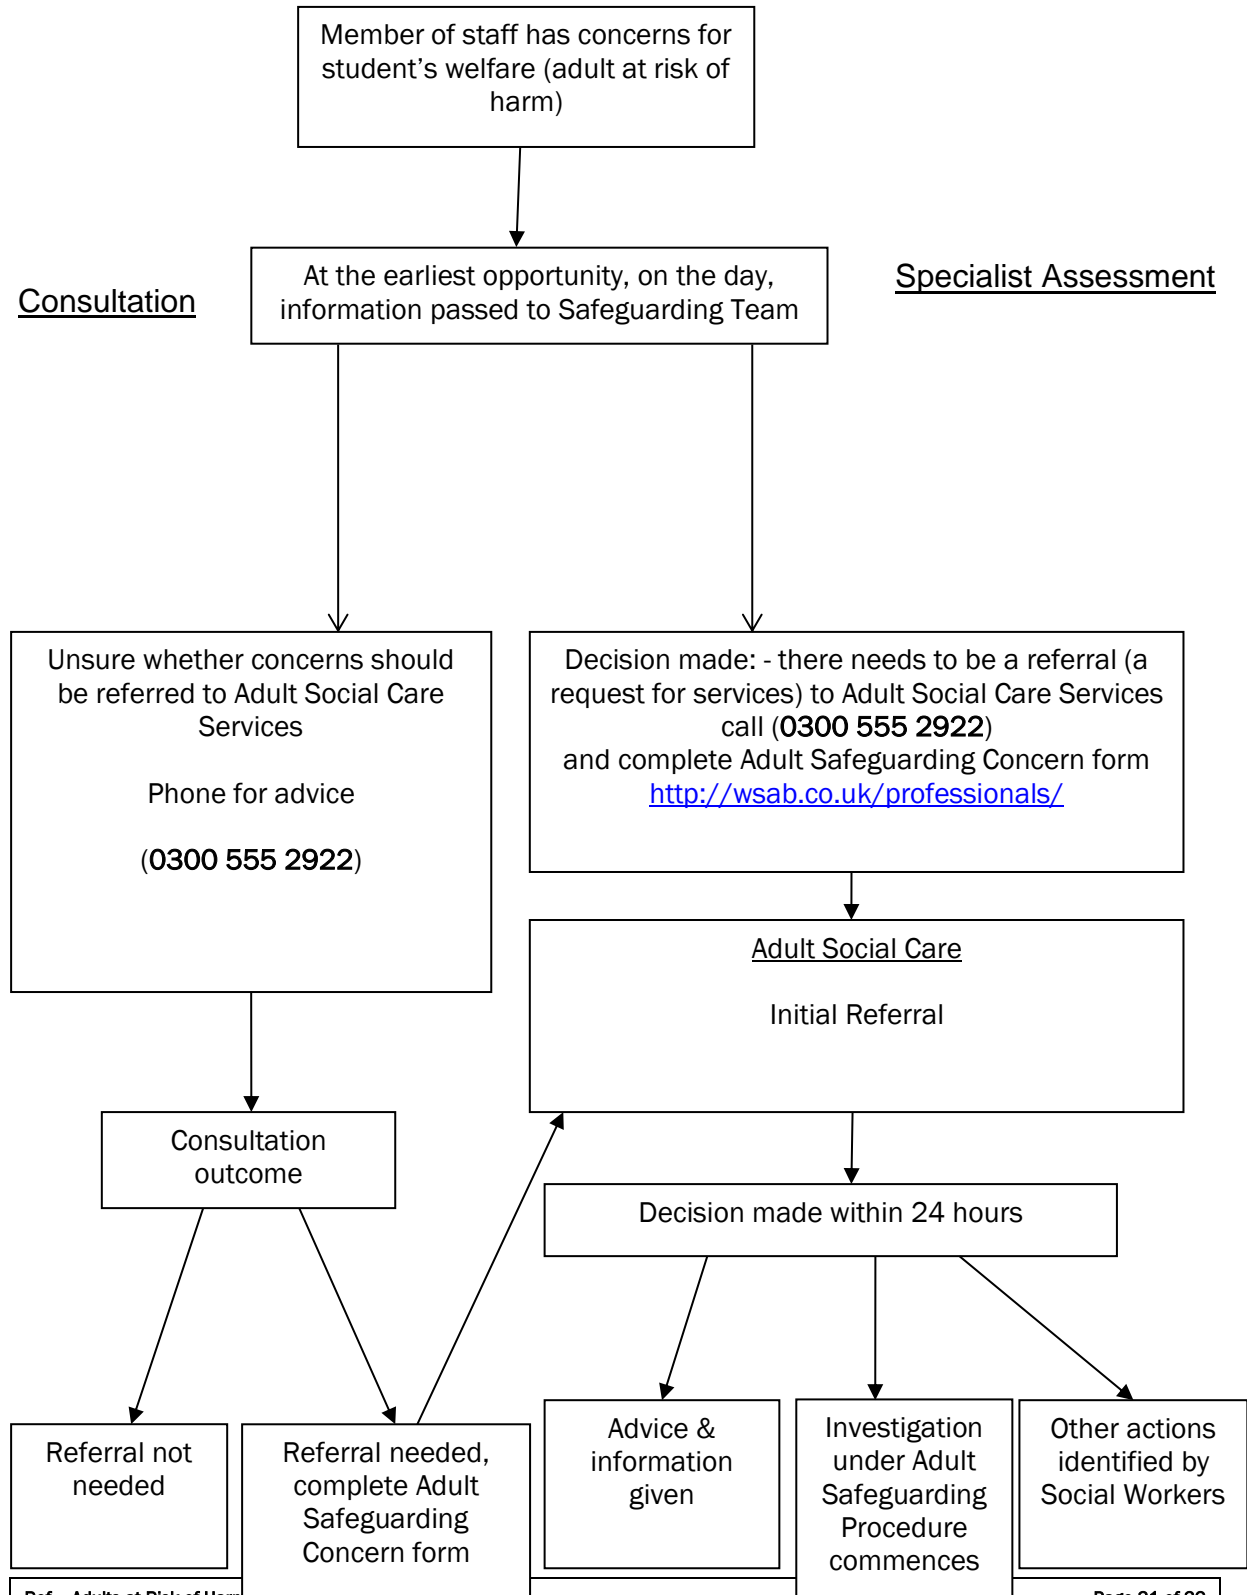 Member of staff has concerns for
student’s welfare (adult at risk of
harm)
At the earliest opportunity, on the day,
information passed to Safeguarding Team
Consultation
Specialist Assessment
Unsure whether concerns should
be referred to Adult Social Care
Services
Phone for advice
(0300 555 2922)
Decision made: - there needs to be a referral (a
request for services) to Adult Social Care Services
call (0300 555 2922)
and complete Adult Safeguarding Concern form
http://wsab.co.uk/professionals/
Adult Social Care
Initial Referral
Consultation
outcome
Decision made within 24 hours
Referral not
needed
Referral needed,
complete Adult
Safeguarding
Concern form
Advice &
information
given
Investigation
under Adult
Safeguarding
Procedure
commences
Other actions
identified by
Social Workers